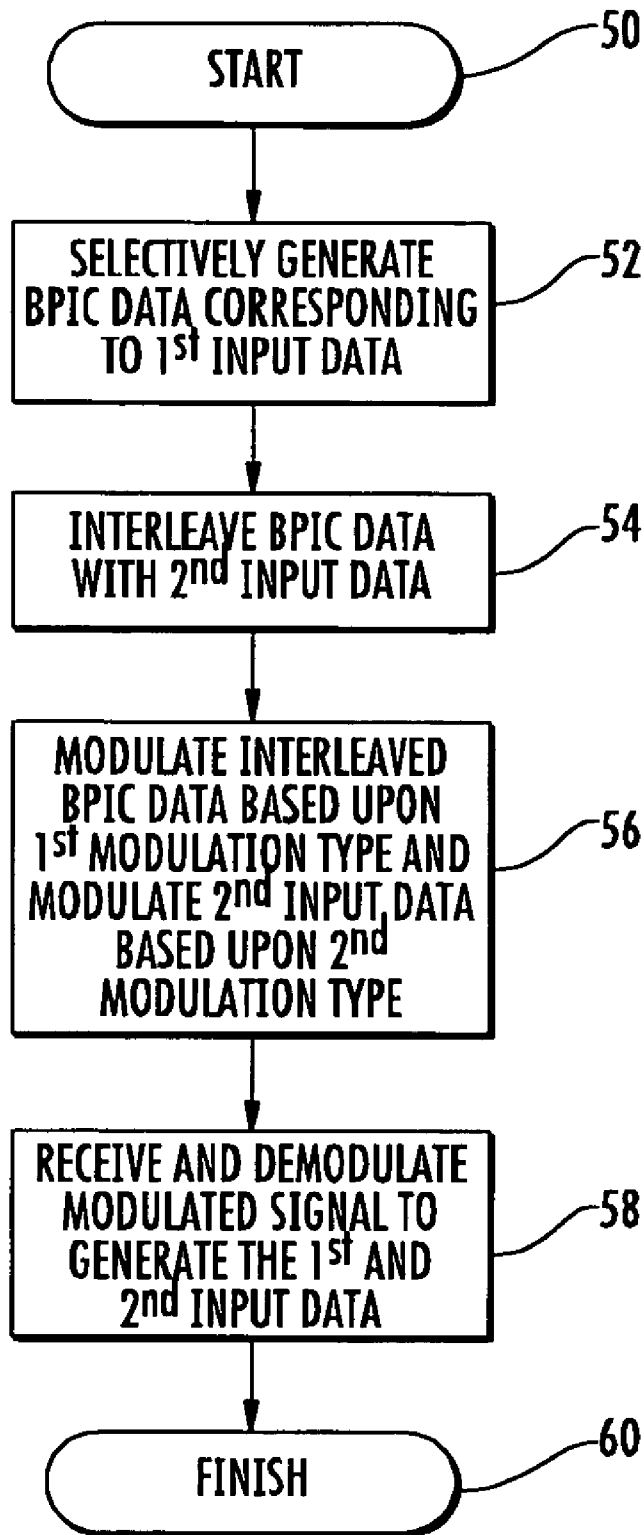 START
50
SELECTIVELY GENERATE
BPIC DATA CORRESPONDING
TO 1st INPUT DATA
52
INTERLEAVE BPIC DATA
WITH 2nd INPUT DATA
54
MODULATE INTERLEAVED
BPIC DATA BASED UPON
1st MODULATION TYPE AND
MODULATE 2nd INPUT DATA
BASED UPON 2nd
MODULATION TYPE
56
RECEIVE AND DEMODULATE
MODULATED SIGNAL TO
GENERATE THE 1st AND
2nd INPUT DATA
58
FINISH
60